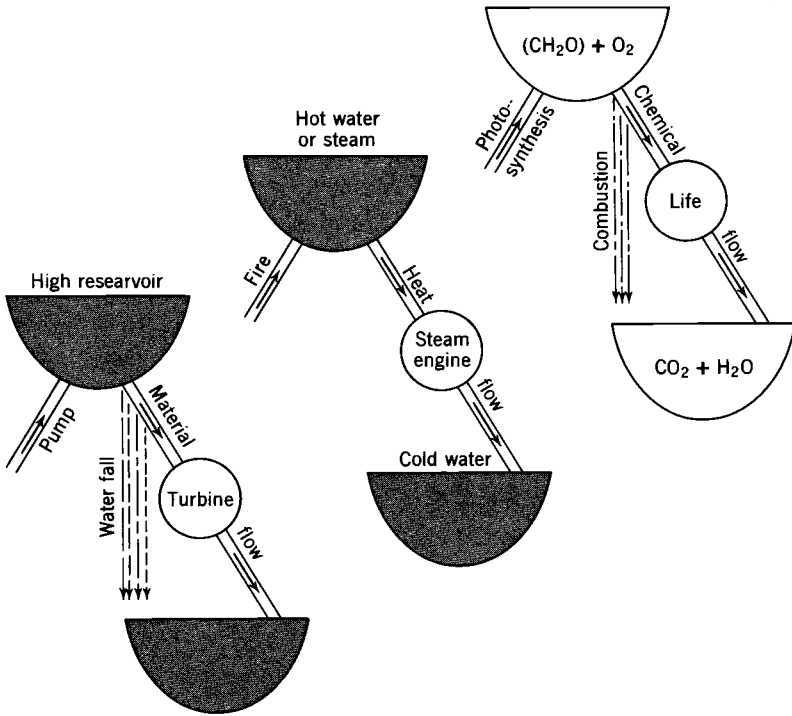 High researvoir
Pump
Material
Water fall
Turbine
flow
Hot water
or steam
Fire
Heat
Steam
engine
flow
Cold water
(CH₂O) + O₂
Photo--
synthesis
Chemical
Combustion
Life
flow
CO₂ + H₂O